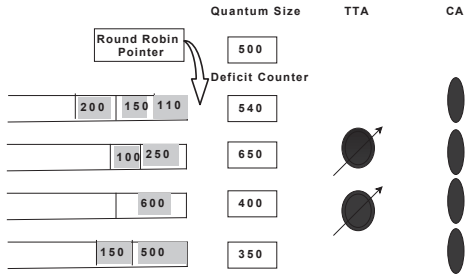 Quantum Size TTA CA
Round Robin
Pointer
500
Deficit Counter
200 150 110 540
100 250 650
600 400
150 500 350